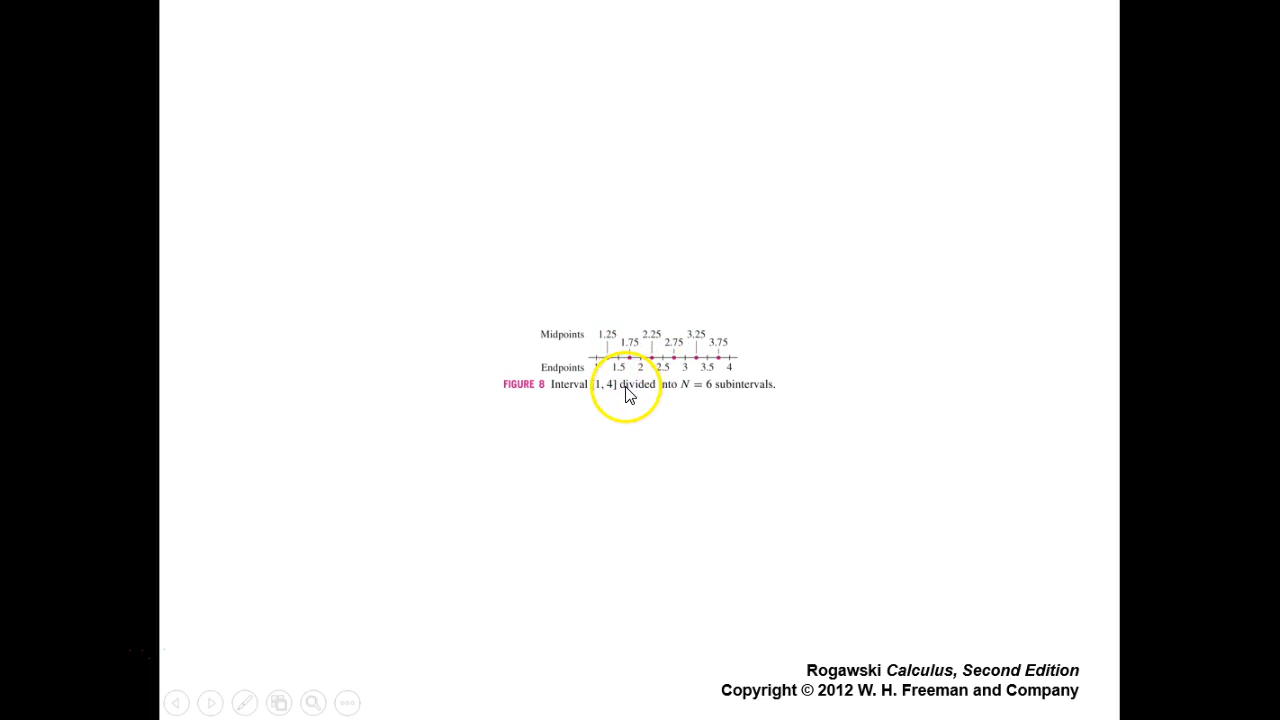 Midpoints 1.25 2.25 3.25
1.75 2.75 3.75
Endpoints 1.5 2 2.5 3 3.5 4
FIGURE 8 Interval [1, 4] divided into N = 6 subintervals.
Rogawski Calculus, Second Edition
Copyright © 2012 W. H. Freeman and Company